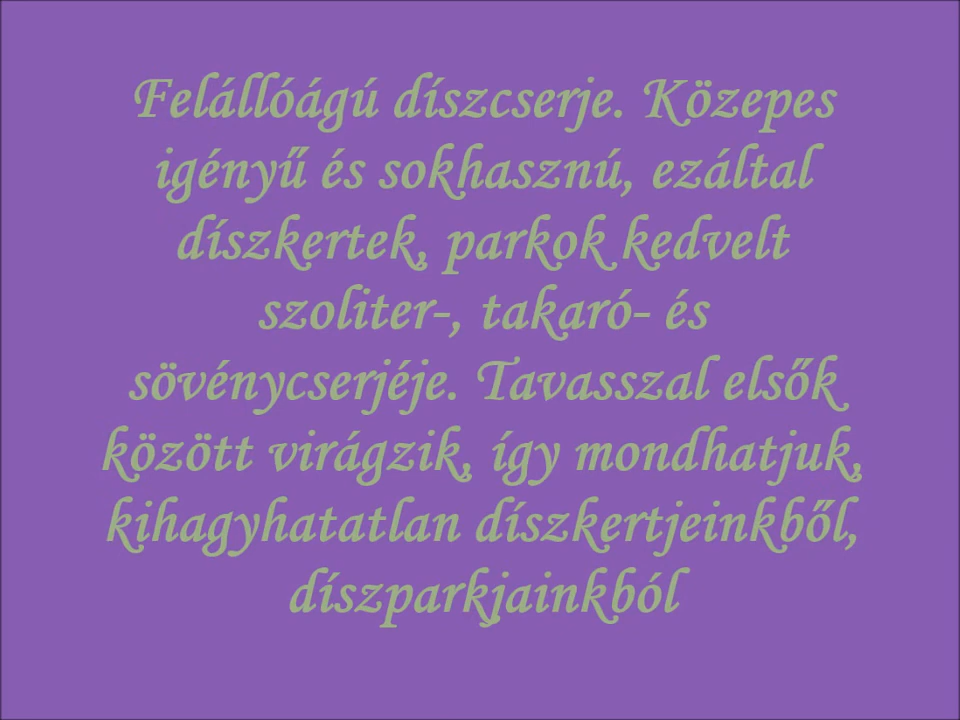 Felállóágú díszcserje. Közepes
igényű és sokhasznú, ezáltal
díszkertek, parkok kedvelt
szoliter-, takaró- és
sövénycserjéje. Tavasszal elsők
között virágzik, így mondhatjuk,
kihagyhatatlan díszkertjeinkből,
díszparkjainkból